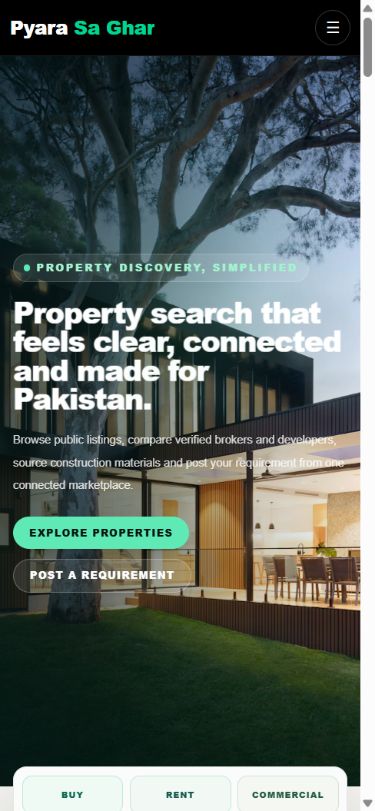 Pyara Sa Ghar
PROPERTY DISCOVERY, SIMPLIFIED
Property search that
feels clear, connected
and made for
Pakistan.
Browse public listings, compare verified brokers and developers,
source construction materials and post your requirement from one
connected marketplace.
EXPLORE PROPERTIES
POST A REQUIREMENT
BUY RENT COMMERCIAL